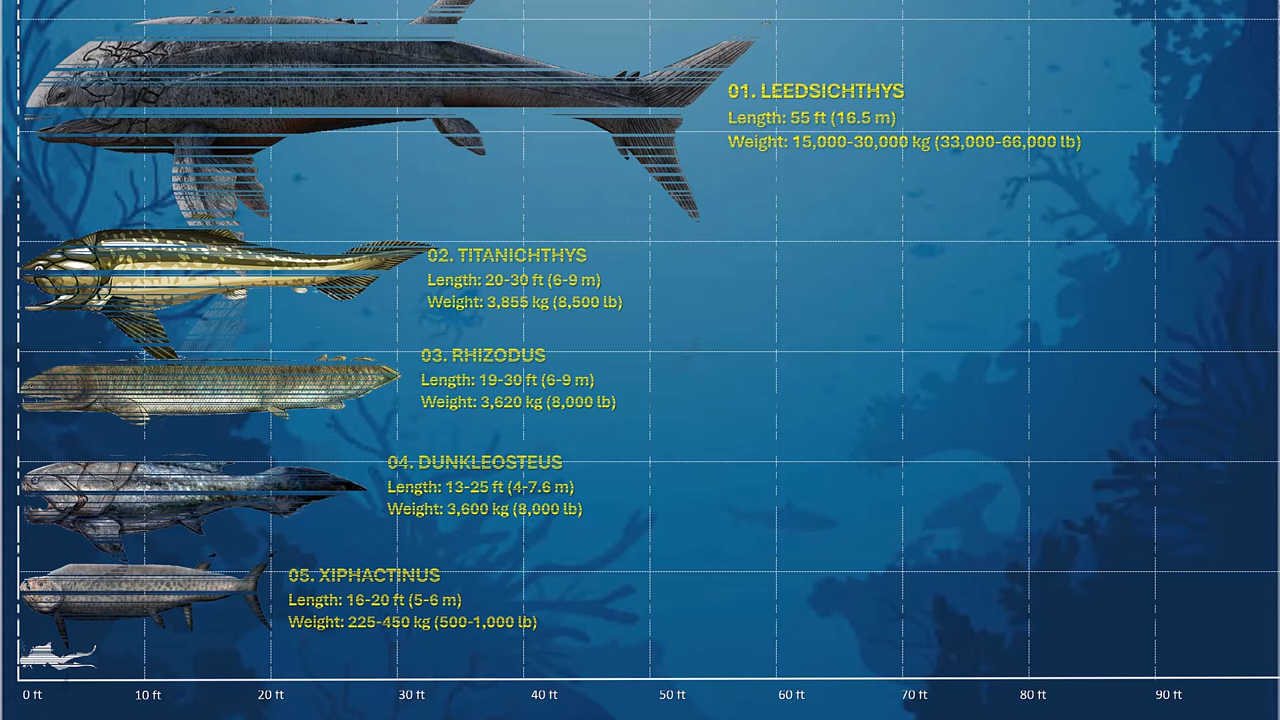 01. LEEDSICHTHYS
Length: 55 ft (16.5 m)
Weight: 15,000-30,000 kg (33,000-66,000 lb)
02. TITANICHTHYS
Length: 20-30 ft (6-9 m)
Weight: 3,855 kg (8,500 lb)
03. RHIZODUS
Length: 19-30 ft (6-9 m)
Weight: 3,620 kg (8,000 lb)
04. DUNKLEOSTEUS
Length: 13-25 ft (4-7.6 m)
Weight: 3,600 kg (8,000 lb)
05. XIPHACTINUS
Length: 16-20 ft (5-6 m)
Weight: 225-450 kg (500-1,000 lb)
0 ft 10 ft 20 ft 30 ft 40 ft 50 ft 60 ft 70 ft 80 ft 90 ft